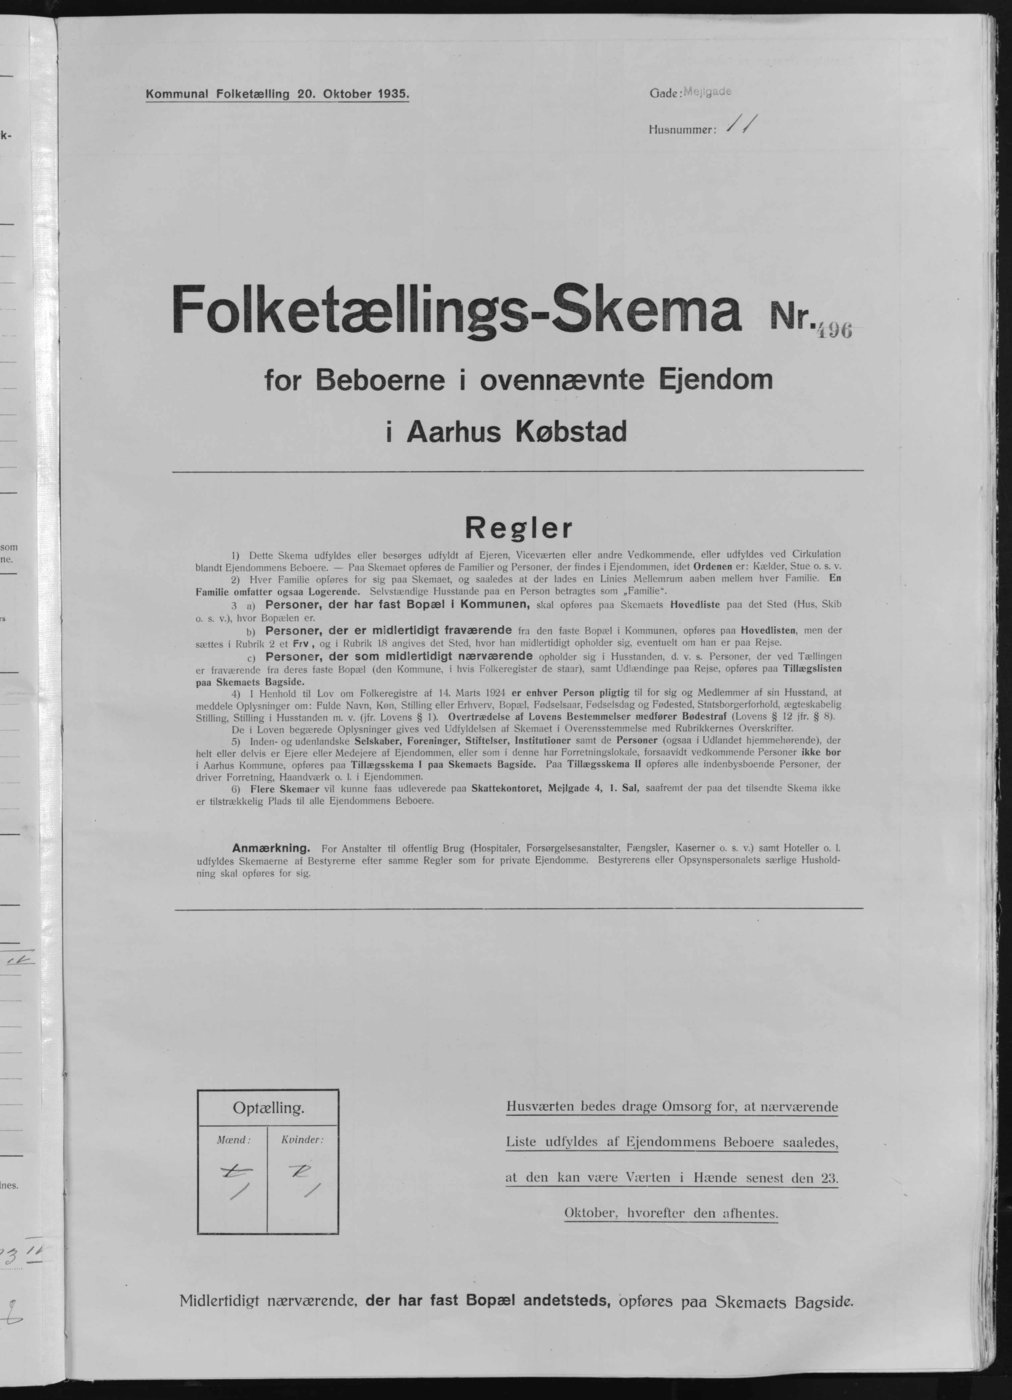 Kommunal Folketælling 20. Oktober 1935.
Gade: Mejlgade
Husnummer: 11
Folketællings-Skema Nr. 496
for Beboerne i ovennævnte Ejendom
i Aarhus Købstad
Regler
1) Dette Skema udfyldes eller besørges udfyldt af Ejeren, Viceværten eller andre Vedkommende, eller udfyldes ved Cirkulation
blandt Ejendommens Beboere. — Paa Skemaet opføres de Familier og Personer, der findes i Ejendommen, idet Ordenen er: Kælder, Stue o. s. v.
2) Hver Familie opføres for sig paa Skemaet, og saaledes at der lades en Linies Mellemrum aaben mellem hver Familie. En
Familie omfatter ogsaa Logerende. Selvstændige Husstande paa en Person betragtes som „Familie“.
3 a) Personer, der har fast Bopæl i Kommunen, skal opføres paa Skemaets Hovedliste paa det Sted (Hus, Skib
o. s. v.), hvor Bopælen er.
b) Personer, der er midlertidigt fraværende fra den faste Bopæl i Kommunen, opføres paa Hovedlisten, men der
sættes i Rubrik 2 et Frv, og i Rubrik 18 angives det Sted, hvor han midlertidigt opholder sig, eventuelt om han er paa Rejse.
c) Personer, der som midlertidigt nærværende opholder sig i Husstanden, d. v. s. Personer, der ved Tællingen
er fraværende fra deres faste Bopæl (den Kommune, i hvis Folkeregister de staar), samt Udlændinge paa Rejse, opføres paa Tillægslisten
paa Skemaets Bagside.
4) I Henhold til Lov om Folkeregistre af 14. Marts 1924 er enhver Person pligtig til for sig og Medlemmer af sin Husstand, at
meddele Oplysninger om: Fulde Navn, Køn, Stilling eller Erhverv, Bopæl, Fødselsaar, Fødselsdag og Fødested, Statsborgerforhold, ægteskabelig
Stilling, Stilling i Husstanden m. v. (jfr. Lovens § 1). Overtrædelse af Lovens Bestemmelser medfører Bødestraf (Lovens § 12 jfr. § 8).
De i Loven begærede Oplysninger gives ved Udfyldelsen af Skemaet i Overensstemmelse med Rubrikkernes Overskrifter.
5) Inden- og udenlandske Selskaber, Foreninger, Stiftelser, Institutioner samt de Personer (ogsaa i Udlandet hjemmehørende), der
helt eller delvis er Ejere eller Medejere af Ejendommen, eller som i denne har Forretningslokale, forsaavidt vedkommende Personer ikke bor
i Aarhus Kommune, opføres paa Tillægsskema I paa Skemaets Bagside. Paa Tillægsskema II opføres alle indenbysboende Personer, der
driver Forretning, Haandværk o. l. i Ejendommen.
6) Flere Skemaer vil kunne faas udleverede paa Skattekontoret, Mejlgade 4, 1. Sal, saafremt der paa det tilsendte Skema ikke
er tilstrækkelig Plads til alle Ejendommens Beboere.
Anmærkning. For Anstalter til offentlig Brug (Hospitaler, Forsørgelsesanstalter, Fængsler, Kaserner o. s. v.) samt Hoteller o. l.
udfyldes Skemaerne af Bestyrerne efter samme Regler som for private Ejendomme. Bestyrerens eller Opsynspersonalets særlige Hushold-
ning skal opføres for sig.
Optælling.
Mænd: Kvinder:
1 1
Husværten bedes drage Omsorg for, at nærværende
Liste udfyldes af Ejendommens Beboere saaledes,
at den kan være Værten i Hænde senest den 23.
Oktober, hvorefter den afhentes.
Midlertidigt nærværende, der har fast Bopæl andetsteds, opføres paa Skemaets Bagside.